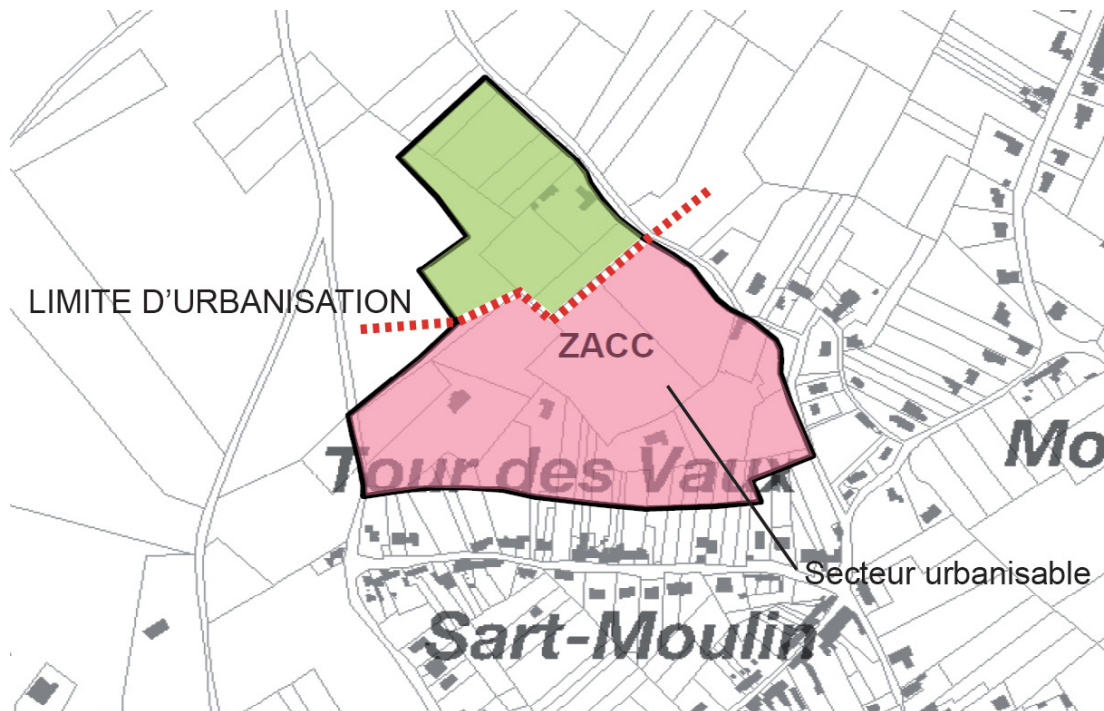 LIMITE D'URBANISATION
ZACC
Tour des Vaux
Mo
Secteur urbanisable
Sart-Moulin